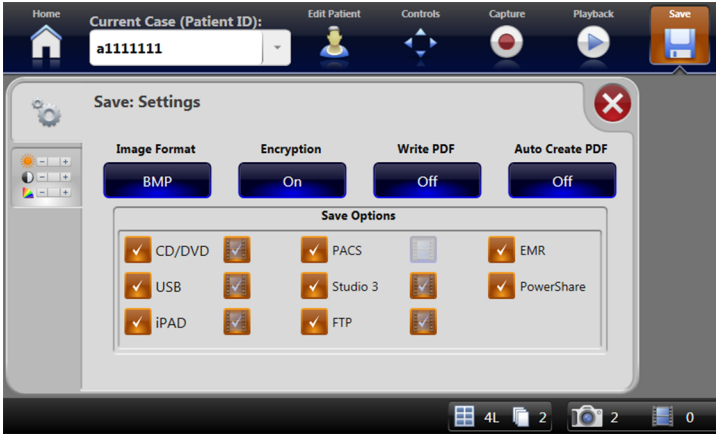 Home
Current Case (Patient ID):
a1111111
Edit Patient
Controls
Capture
Playback
Save
Save: Settings
Image Format
Encryption
Write PDF
Auto Create PDF
BMP
On
Off
Off
Save Options
CD/DVD
PACS
EMR
USB
Studio 3
PowerShare
iPAD
FTP
4L
2
2
0